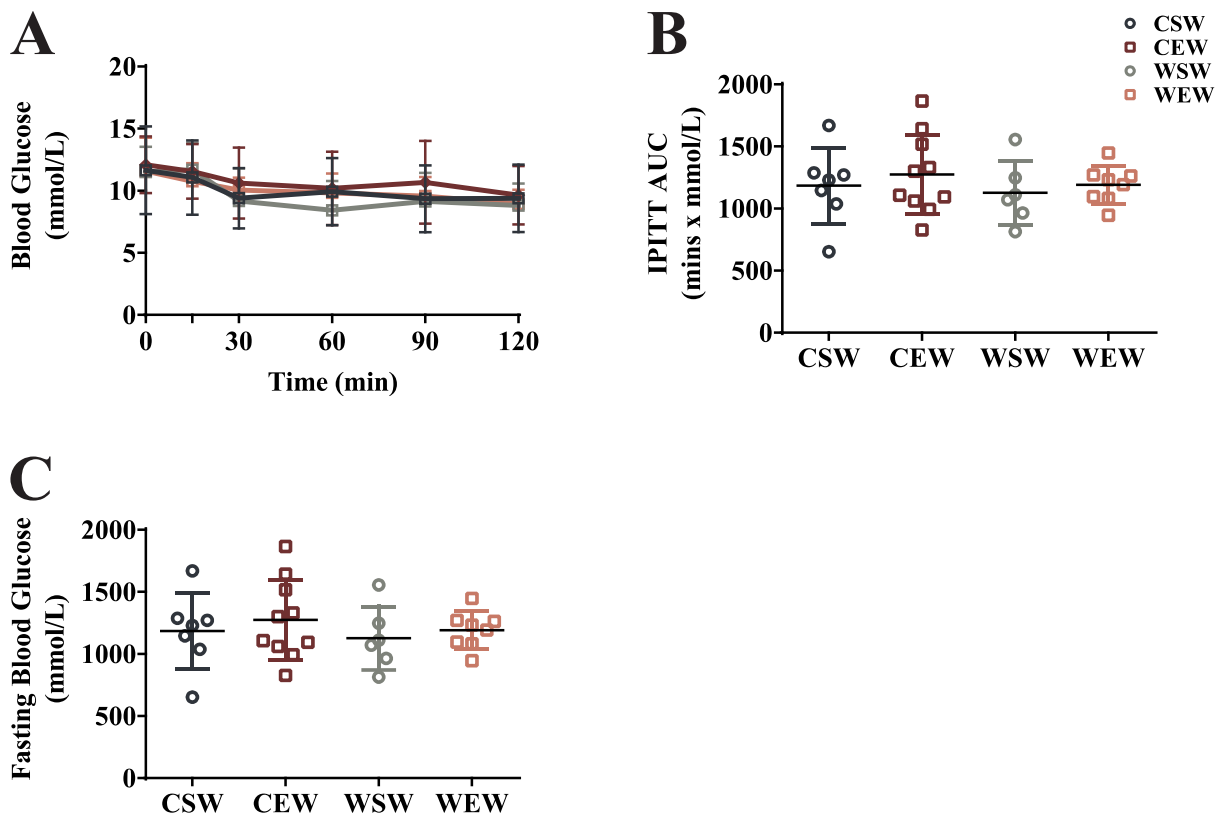 A
Blood Glucose
(mmol/L)
20
15
10
5
0
0 30 60 90 120
Time (min)
B
CSW
CEW
WSW
WEW
IPITT AUC
(mins x mmol/L)
2000
1500
1000
500
0
CSW CEW WSW WEW
C
Fasting Blood Glucose
(mmol/L)
2000
1500
1000
500
0
CSW CEW WSW WEW